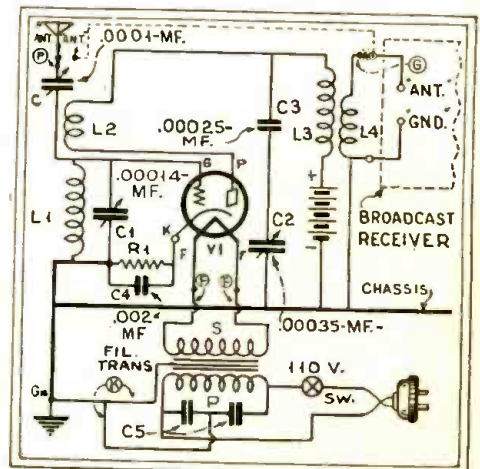 ANT. ANT. .0001-MF.
P
C
G
L2
C3
.00025-
MF.
L3
L4
ANT.
GND.
G P
.00014-
MF.
L1
C1
K
F V1 F
C2
+
-
BROADCAST
RECEIVER
R1
C4
P P
CHASSIS
.002
MF
S
.00035-MF.-
FIL.
TRANS
K
110 V.
SW.
P
C5